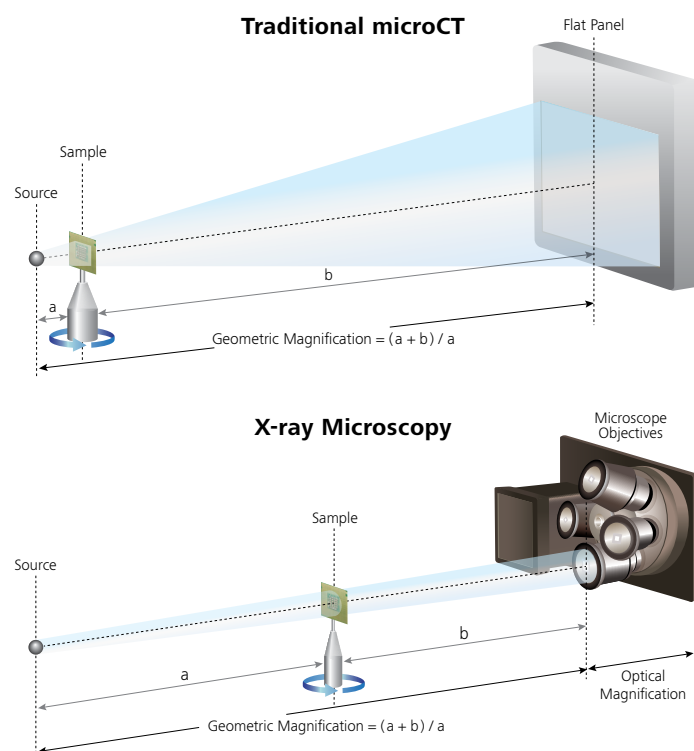 Traditional microCT
Flat Panel
Sample
Source
b
a
Geometric Magnification = (a + b) / a
X-ray Microscopy
Microscope
Objectives
Sample
Source
b
a
Optical
Magnification
Geometric Magnification = (a + b) / a